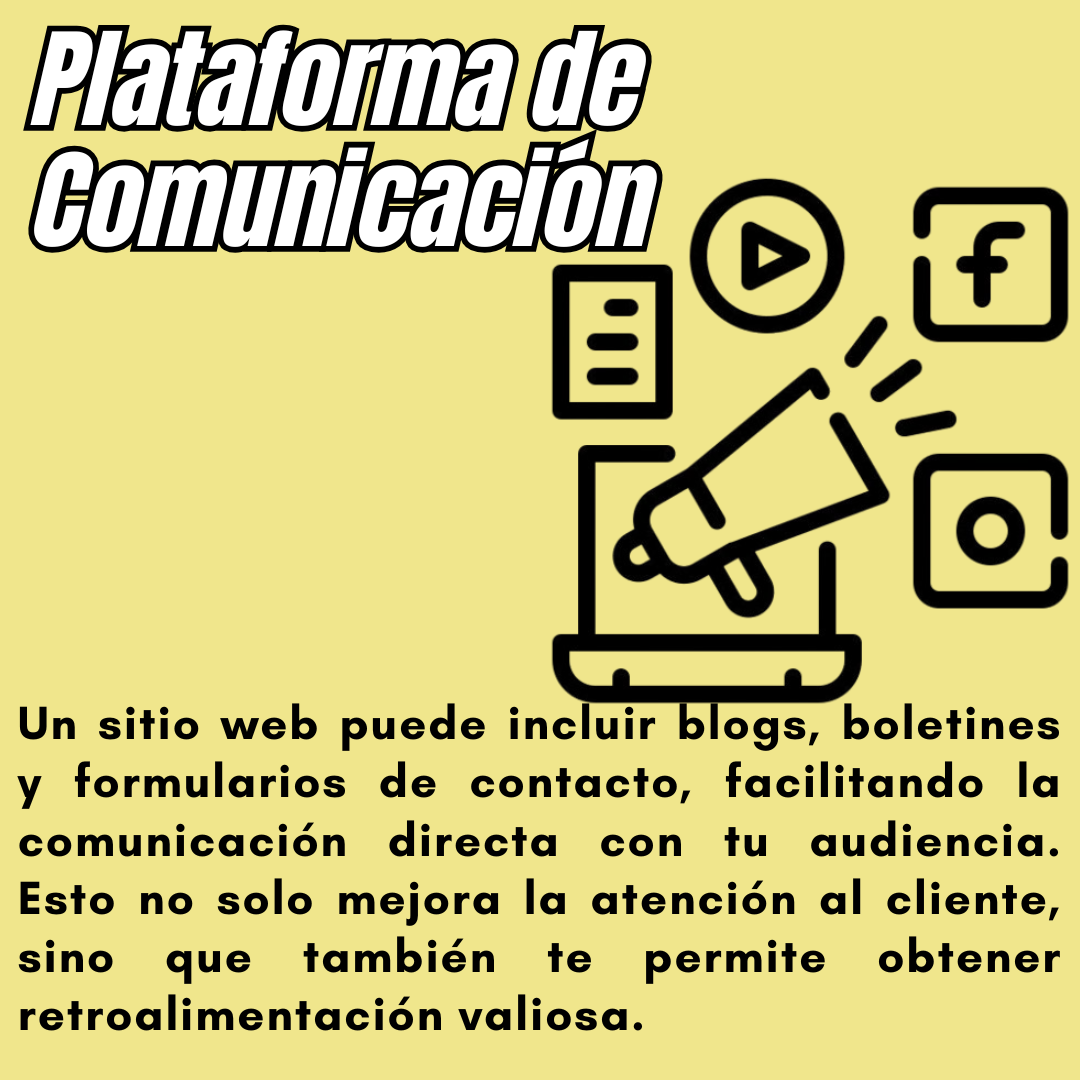 Plataforma de
Comunicación
f
Un sitio web puede incluir blogs, boletines
y formularios de contacto, facilitando la
comunicación directa con tu audiencia.
Esto no solo mejora la atención al cliente,
sino que también te permite obtener
retroalimentación valiosa.